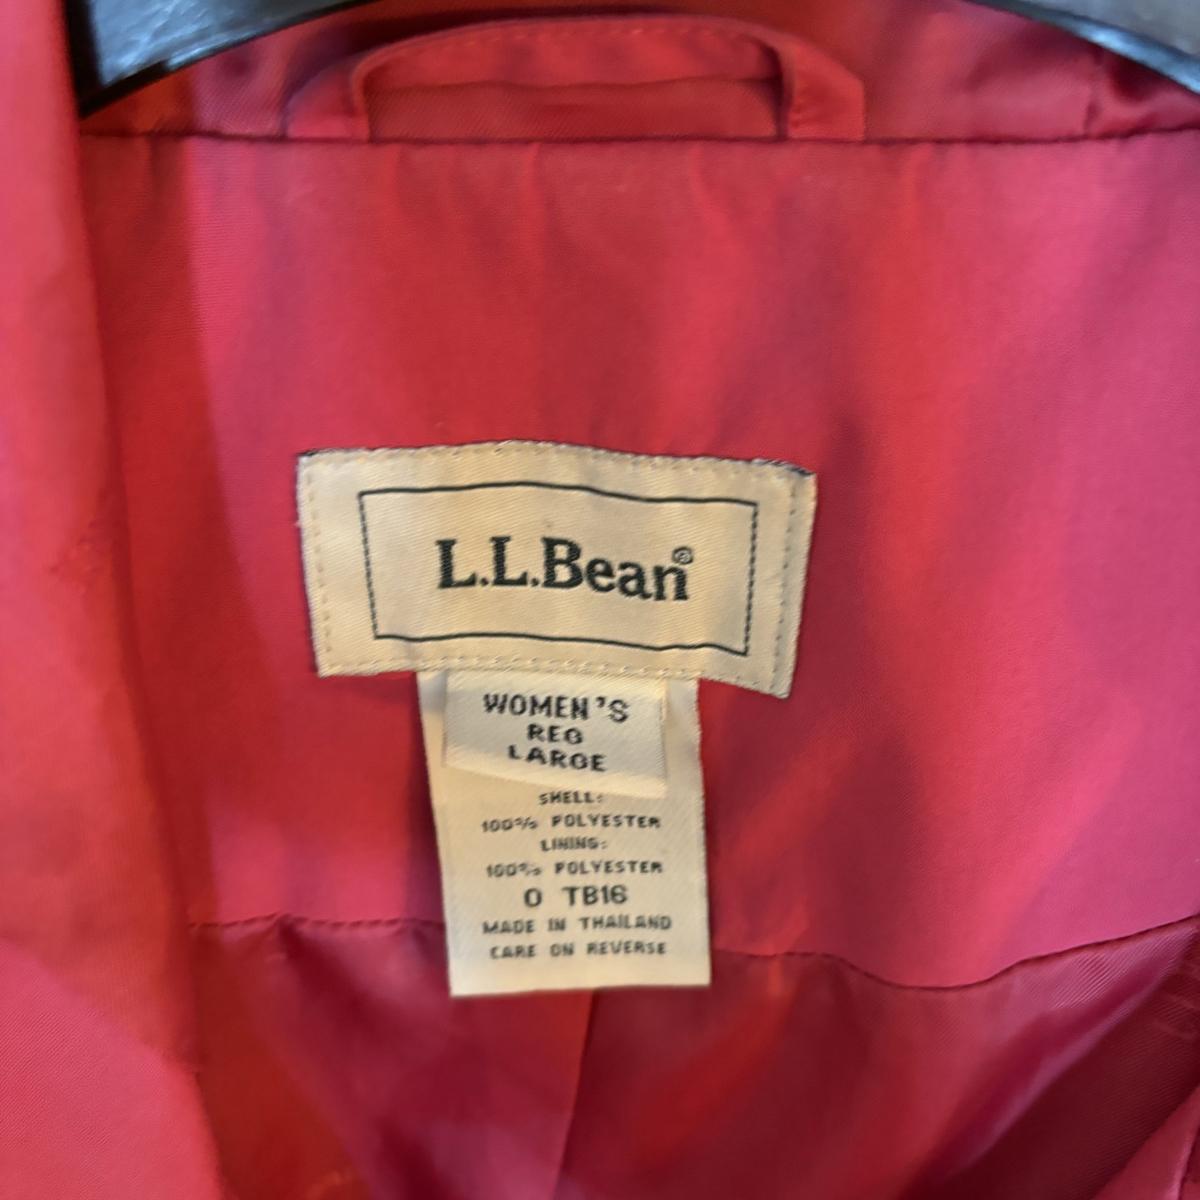 L.L.Bean®
WOMEN'S
REG
LARGE
SHELL:
100% POLYESTER
LINING:
100% POLYESTER
0 TB16
MADE IN THAILAND
CARE ON REVERSE